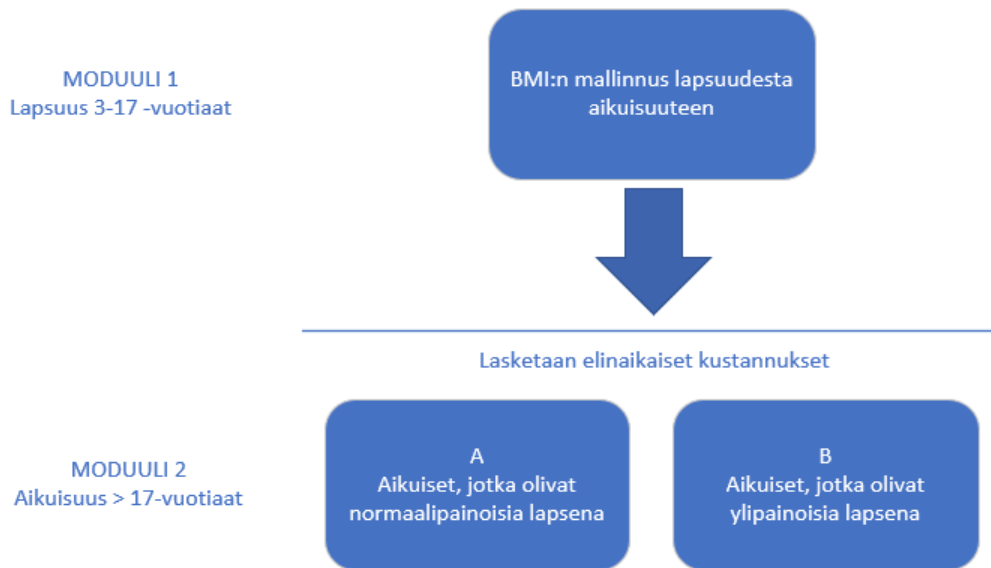 MODUULI 1
Lapsuus 3-17 -vuotiaat
BMI:n mallinnus lapsuudesta
aikuisuuteen
Lasketaan elinaikaiset kustannukset
MODUULI 2
Aikuisuus > 17-vuotiaat
A
Aikuiset, jotka olivat
normaalipainoisia lapsena
B
Aikuiset, jotka olivat
ylipainoisia lapsena